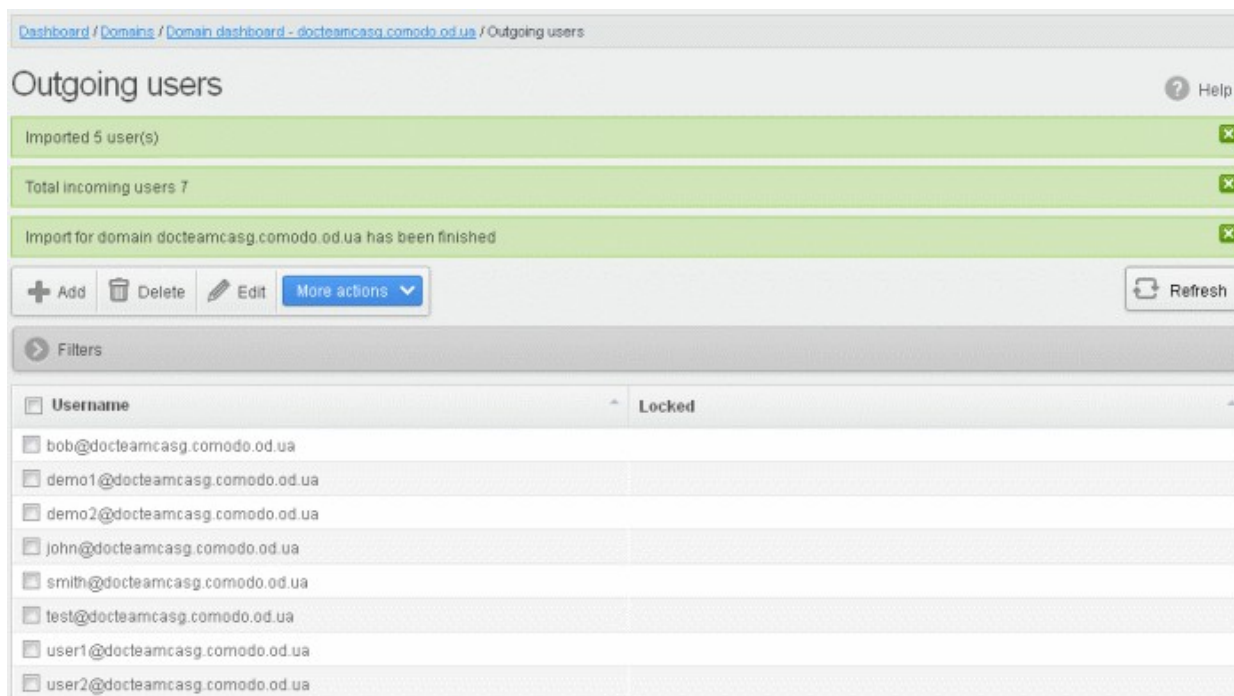 Dashboard / Domains / Domain dashboard - docteamcasg.comodo.od.ua / Outgoing users
Outgoing users
Help
Imported 5 user(s)
Total incoming users 7
Import for domain docteamcasg.comodo.od.ua has been finished
Add Delete Edit More actions Refresh
Filters
Username Locked
bob@docteamcasg.comodo.od.ua
demo1@docteamcasg.comodo.od.ua
demo2@docteamcasg.comodo.od.ua
john@docteamcasg.comodo.od.ua
smith@docteamcasg.comodo.od.ua
test@docteamcasg.comodo.od.ua
user1@docteamcasg.comodo.od.ua
user2@docteamcasg.comodo.od.ua